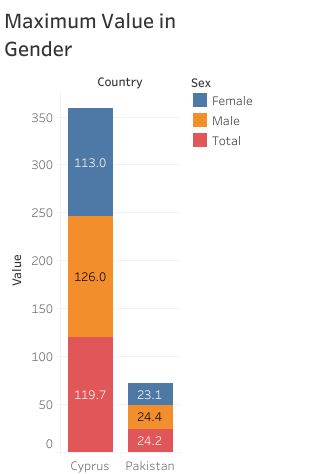 Maximum Value in
Gender
Country
Sex
Female
Male
Total
Value
350
300
250
200
150
100
50
0
113.0
126.0
119.7
23.1
24.4
24.2
Cyprus
Pakistan